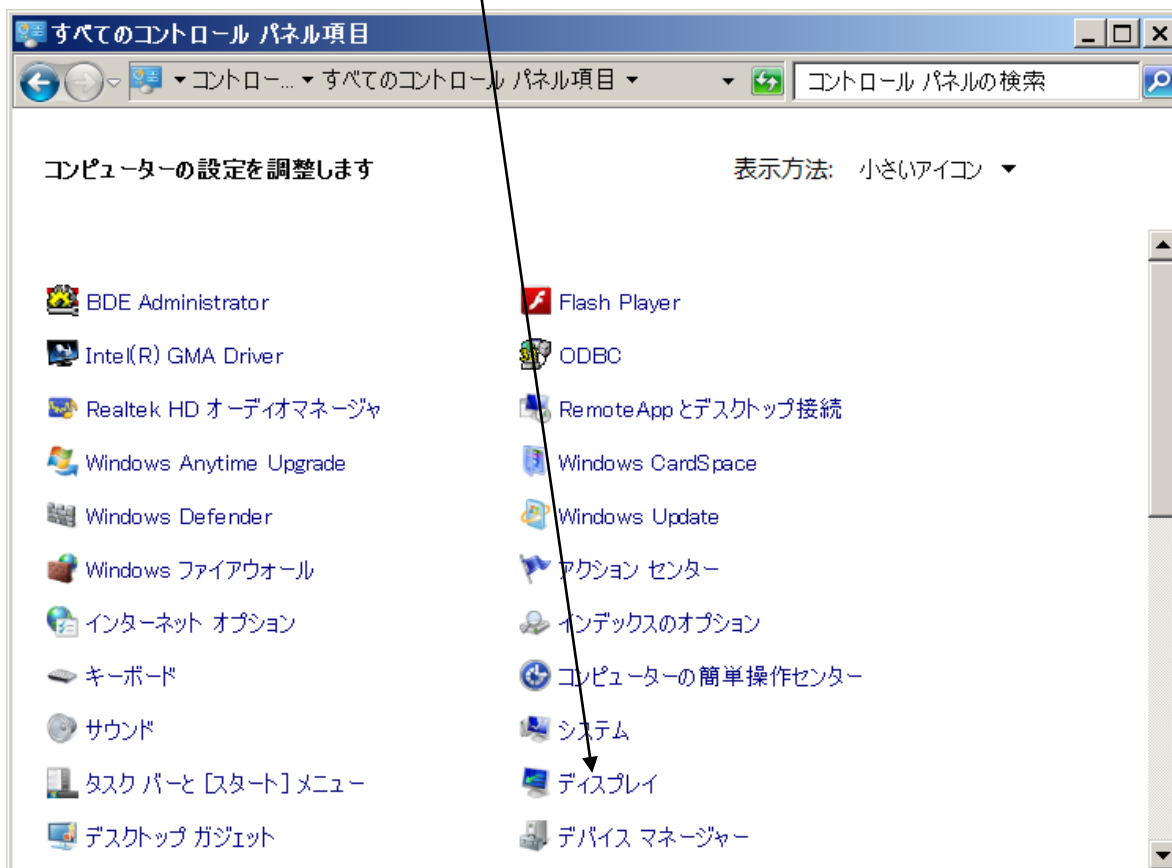 すべてのコントロール パネル項目
コントロー... すべてのコントロール パネル項目 コントロール パネルの検索
コンピューターの設定を調整します 表示方法: 小さいアイコン
BDE Administrator Flash Player
Intel(R) GMA Driver ODBC
Realtek HD オーディオマネージャ RemoteApp とデスクトップ接続
Windows Anytime Upgrade Windows CardSpace
Windows Defender Windows Update
Windows ファイアウォール アクション センター
インターネット オプション インデックスのオプション
キーボード コンピューターの簡単操作センター
サウンド システム
タスク バーと [スタート] メニュー ディスプレイ
デスクトップ ガジェット デバイス マネージャー